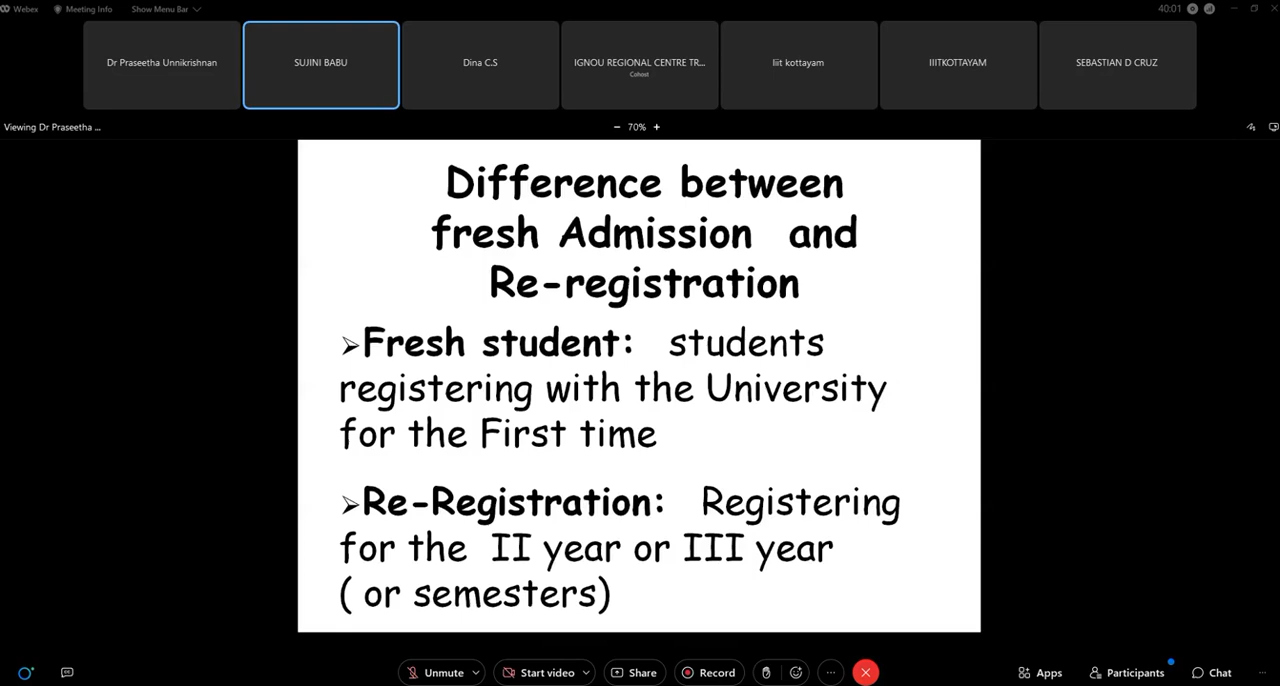 Webex
Meeting Info
Show Menu Bar
40:01
Dr Praseetha Unnikrishnan
SUJINI BABU
Dina C.S
IGNOU REGIONAL CENTRE TR...
Cohost
Iiit kottayam
IIITKOTTAYAM
SEBASTIAN D CRUZ
Viewing Dr Praseetha ...
− 70% +
Difference between
fresh Admission and
Re-registration
➢Fresh student: students
registering with the University
for the First time
➢Re-Registration: Registering
for the II year or III year
( or semesters)
Unmute
Start video
Share
Record
Apps
Participants
Chat